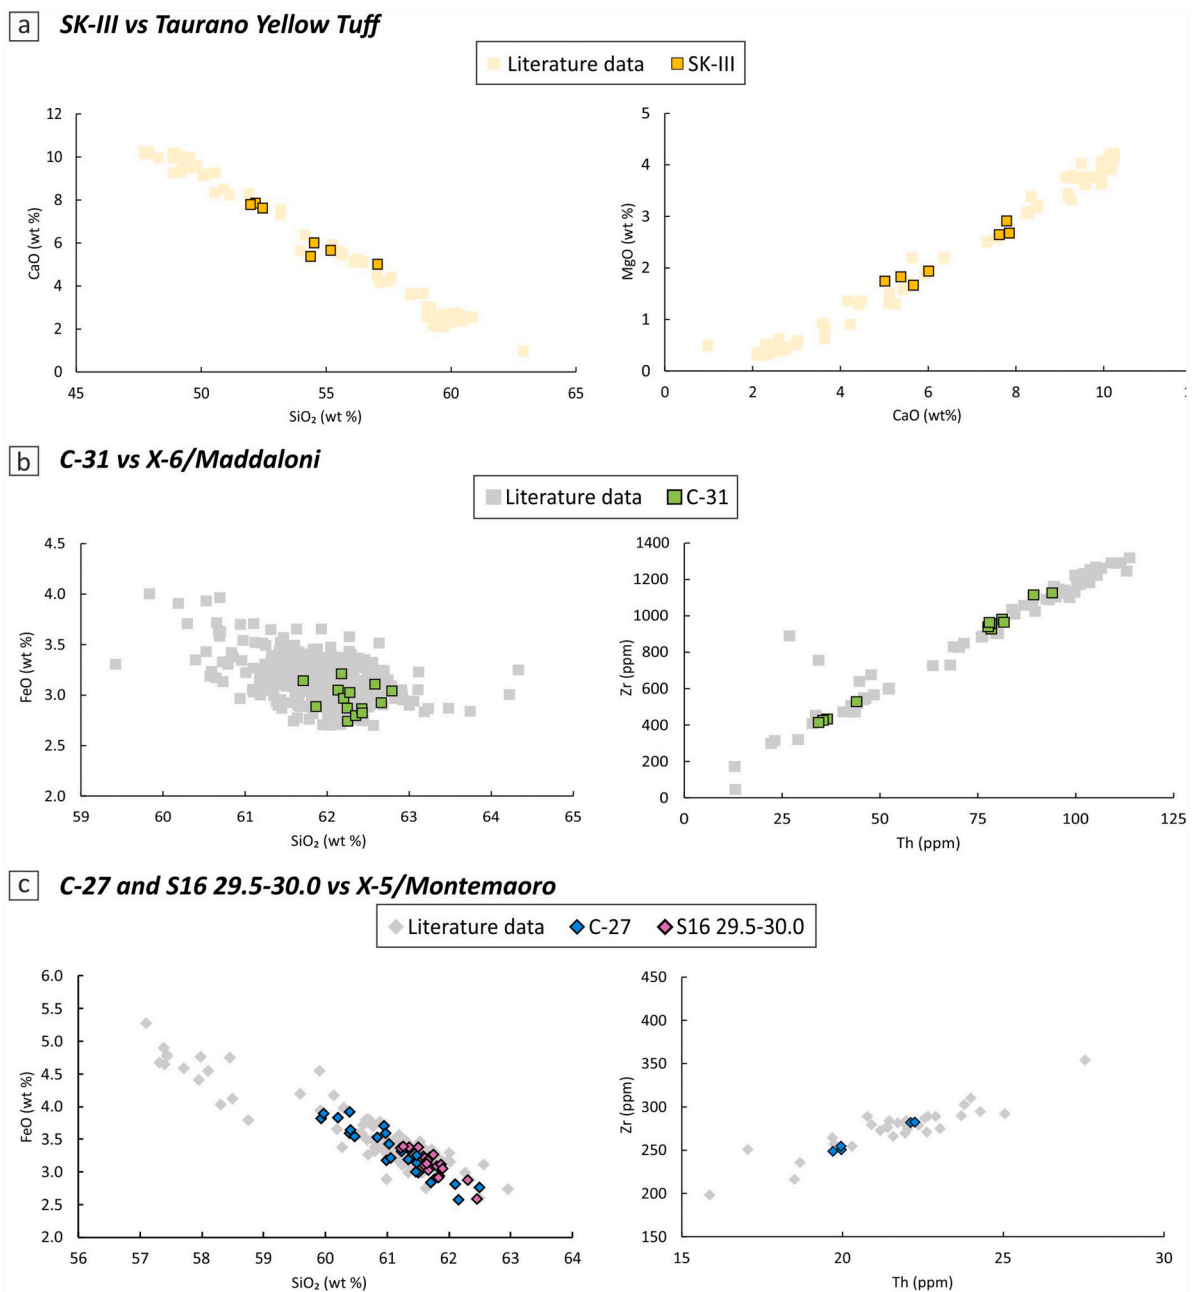 a SK-III vs Taurano Yellow Tuff
Literature data SK-III
12
10
8
6
4
2
0
CaO (wt %)
45 50 55 60 65
SiO₂ (wt %)
5
4
3
2
1
0
MgO (wt %)
0 2 4 6 8 10
CaO (wt%)
b C-31 vs X-6/Maddaloni
Literature data C-31
4.5
4.0
3.5
3.0
2.5
2.0
FeO (wt %)
59 60 61 62 63 64 65
SiO₂ (wt %)
1400
1200
1000
800
600
400
200
0
Zr (ppm)
0 25 50 75 100 125
Th (ppm)
c C-27 and S16 29.5-30.0 vs X-5/Montemaoro
Literature data C-27 S16 29.5-30.0
6.0
5.5
5.0
4.5
4.0
3.5
3.0
2.5
2.0
FeO (wt %)
56 57 58 59 60 61 62 63 64
SiO₂ (wt %)
450
400
350
300
250
200
150
Zr (ppm)
15 20 25 30
Th (ppm)